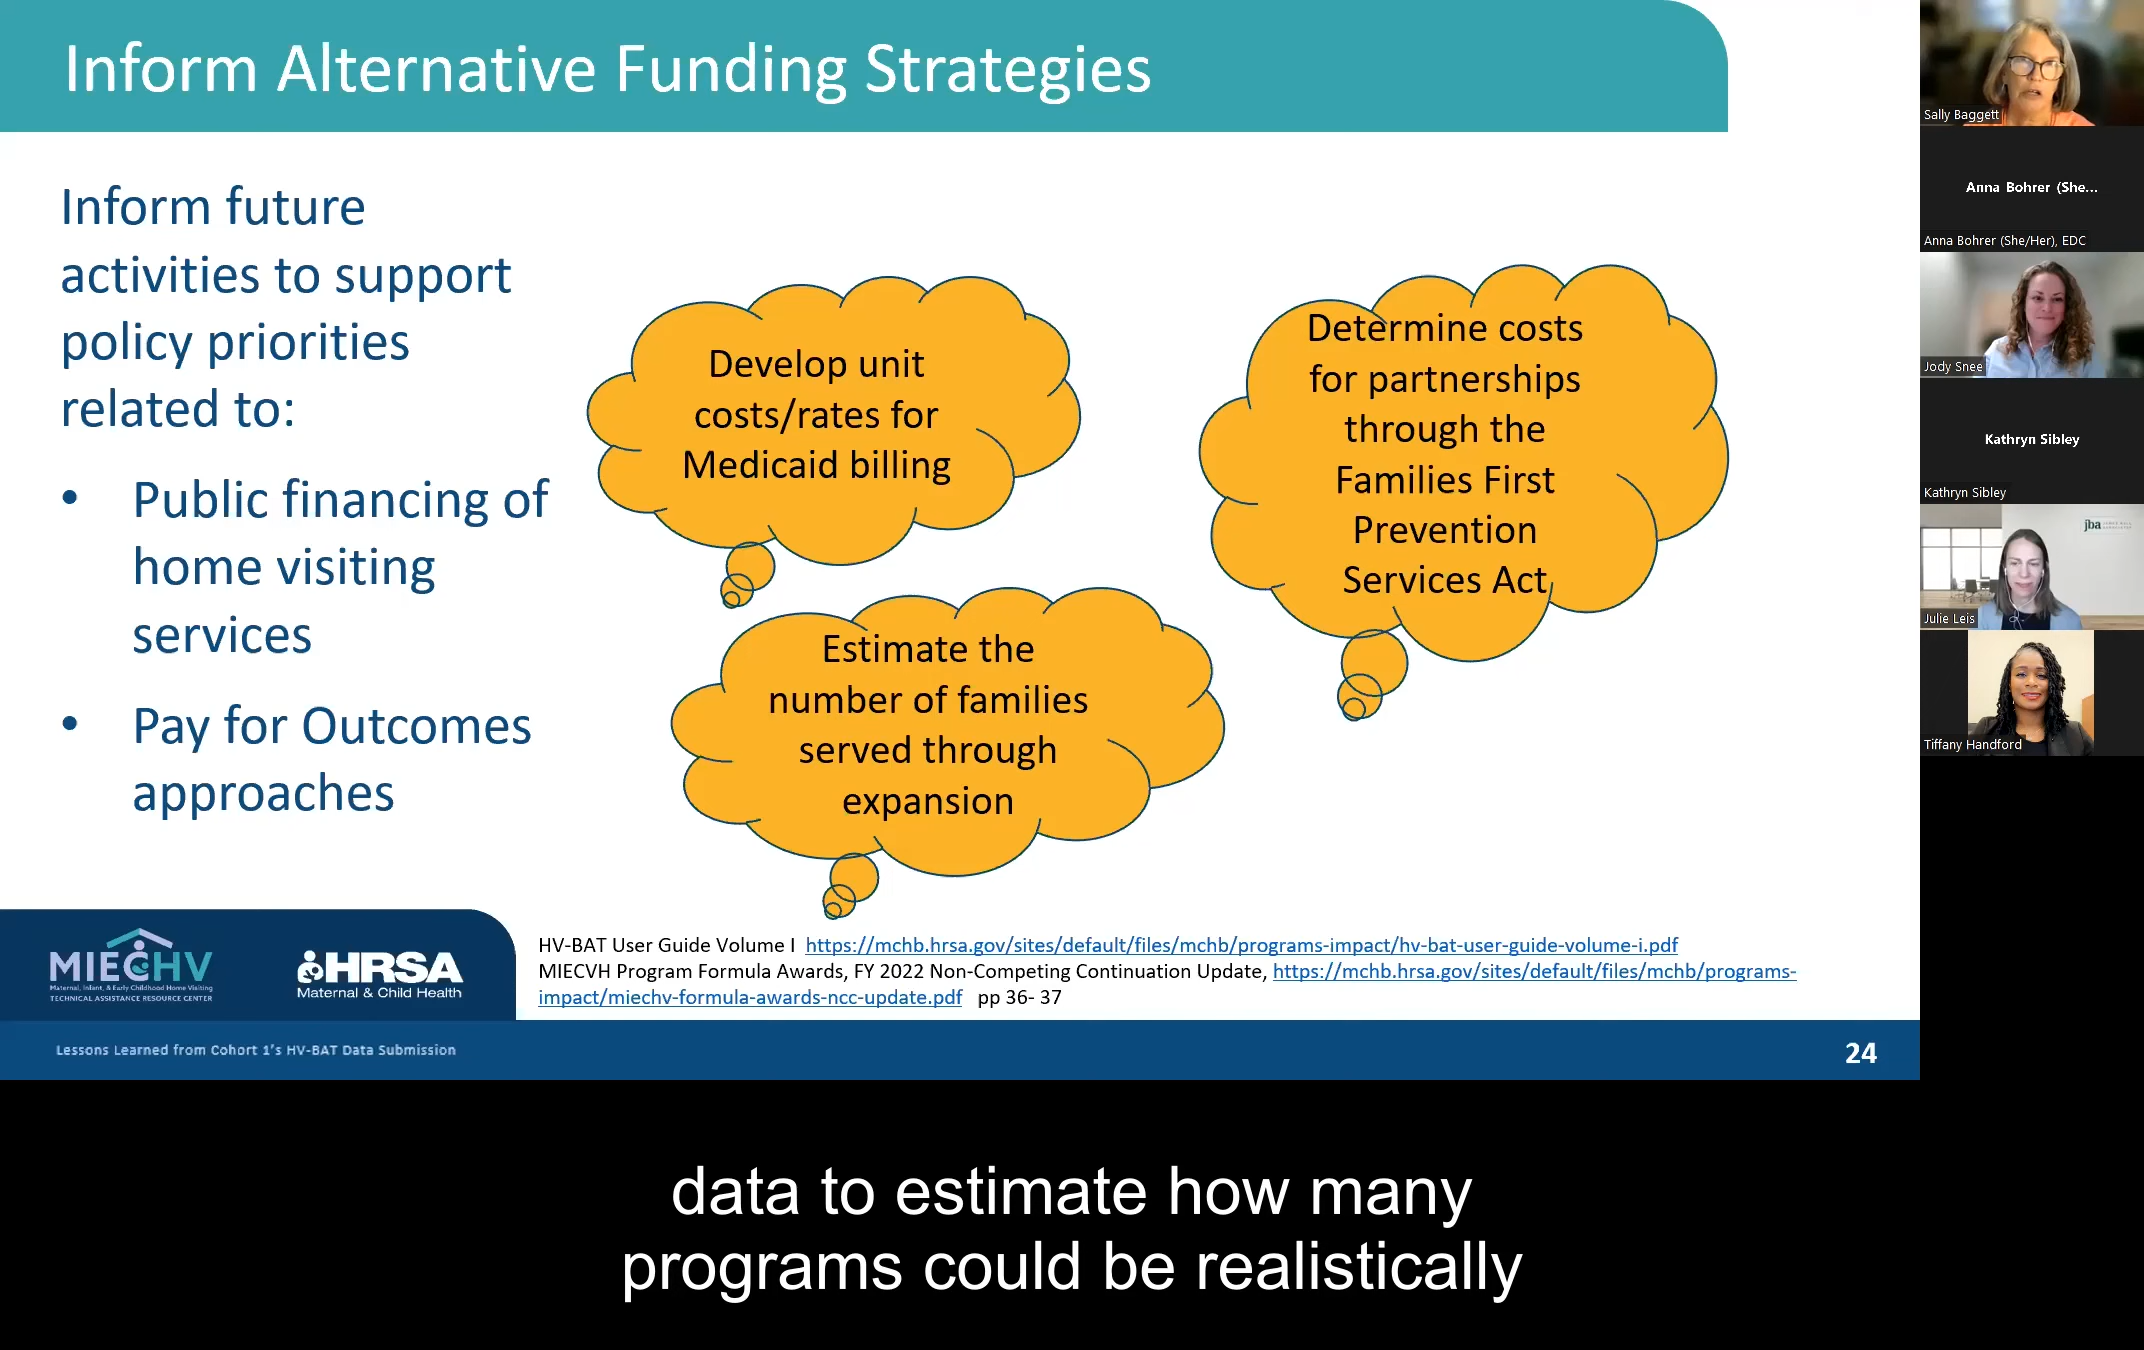 Inform Alternative Funding Strategies
Inform future
activities to support
policy priorities
related to:
• Public financing of
home visiting
services
• Pay for Outcomes
approaches
Develop unit
costs/rates for
Medicaid billing
Estimate the
number of families
served through
expansion
Determine costs
for partnerships
through the
Families First
Prevention
Services Act
MIECHV
Maternal, Infant, & Early Childhood Home Visiting
TECHNICAL ASSISTANCE RESOURCE CENTER
HRSA
Maternal & Child Health
HV-BAT User Guide Volume I https://mchb.hrsa.gov/sites/default/files/mchb/programs-impact/hv-bat-user-guide-volume-i.pdf
MIECVH Program Formula Awards, FY 2022 Non-Competing Continuation Update, https://mchb.hrsa.gov/sites/default/files/mchb/programs-
impact/miechv-formula-awards-ncc-update.pdf pp 36- 37
Lessons Learned from Cohort 1's HV-BAT Data Submission
24
Sally Baggett
Anna Bohrer (She...
Anna Bohrer (She/Her), EDC
Jody Snee
Kathryn Sibley
Kathryn Sibley
jba
Julie Leis
Tiffany Handford
data to estimate how many
programs could be realistically